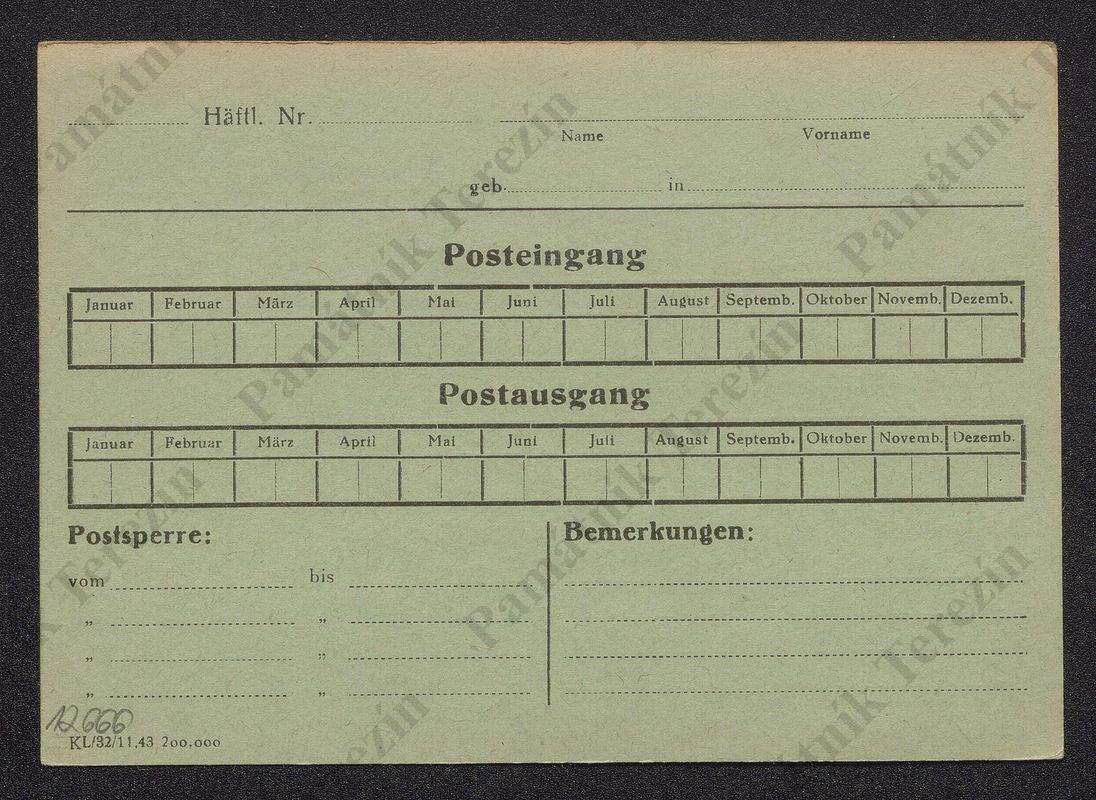 Häftl. Nr.
Name Vorname
geb. in
Posteingang
Januar Februar März April Mai Juni Juli August Septemb. Oktober Novemb. Dezemb.
Postausgang
Januar Februar März April Mai Juni Juli August Septemb. Oktober Novemb. Dezemb.
Postsperre: Bemerkungen:
vom bis
„ „
„ „
„ „
12666
KL/32/11.43 200.000
Památník Terezín